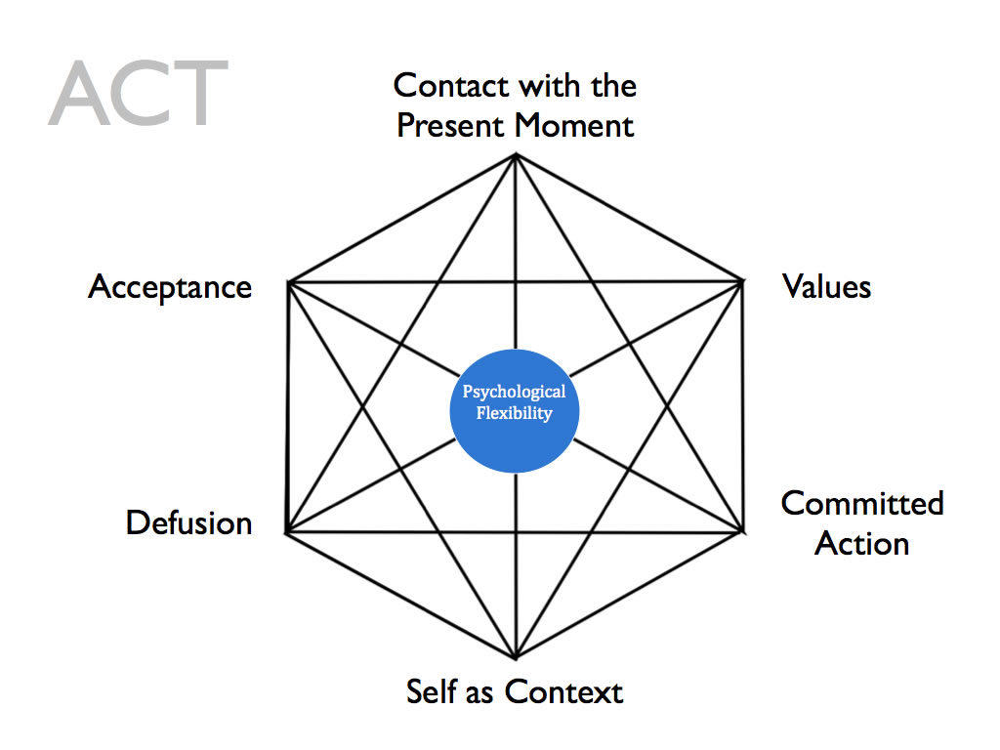 ACT
Contact with the
Present Moment
Acceptance
Values
Psychological
Flexibility
Defusion
Committed
Action
Self as Context